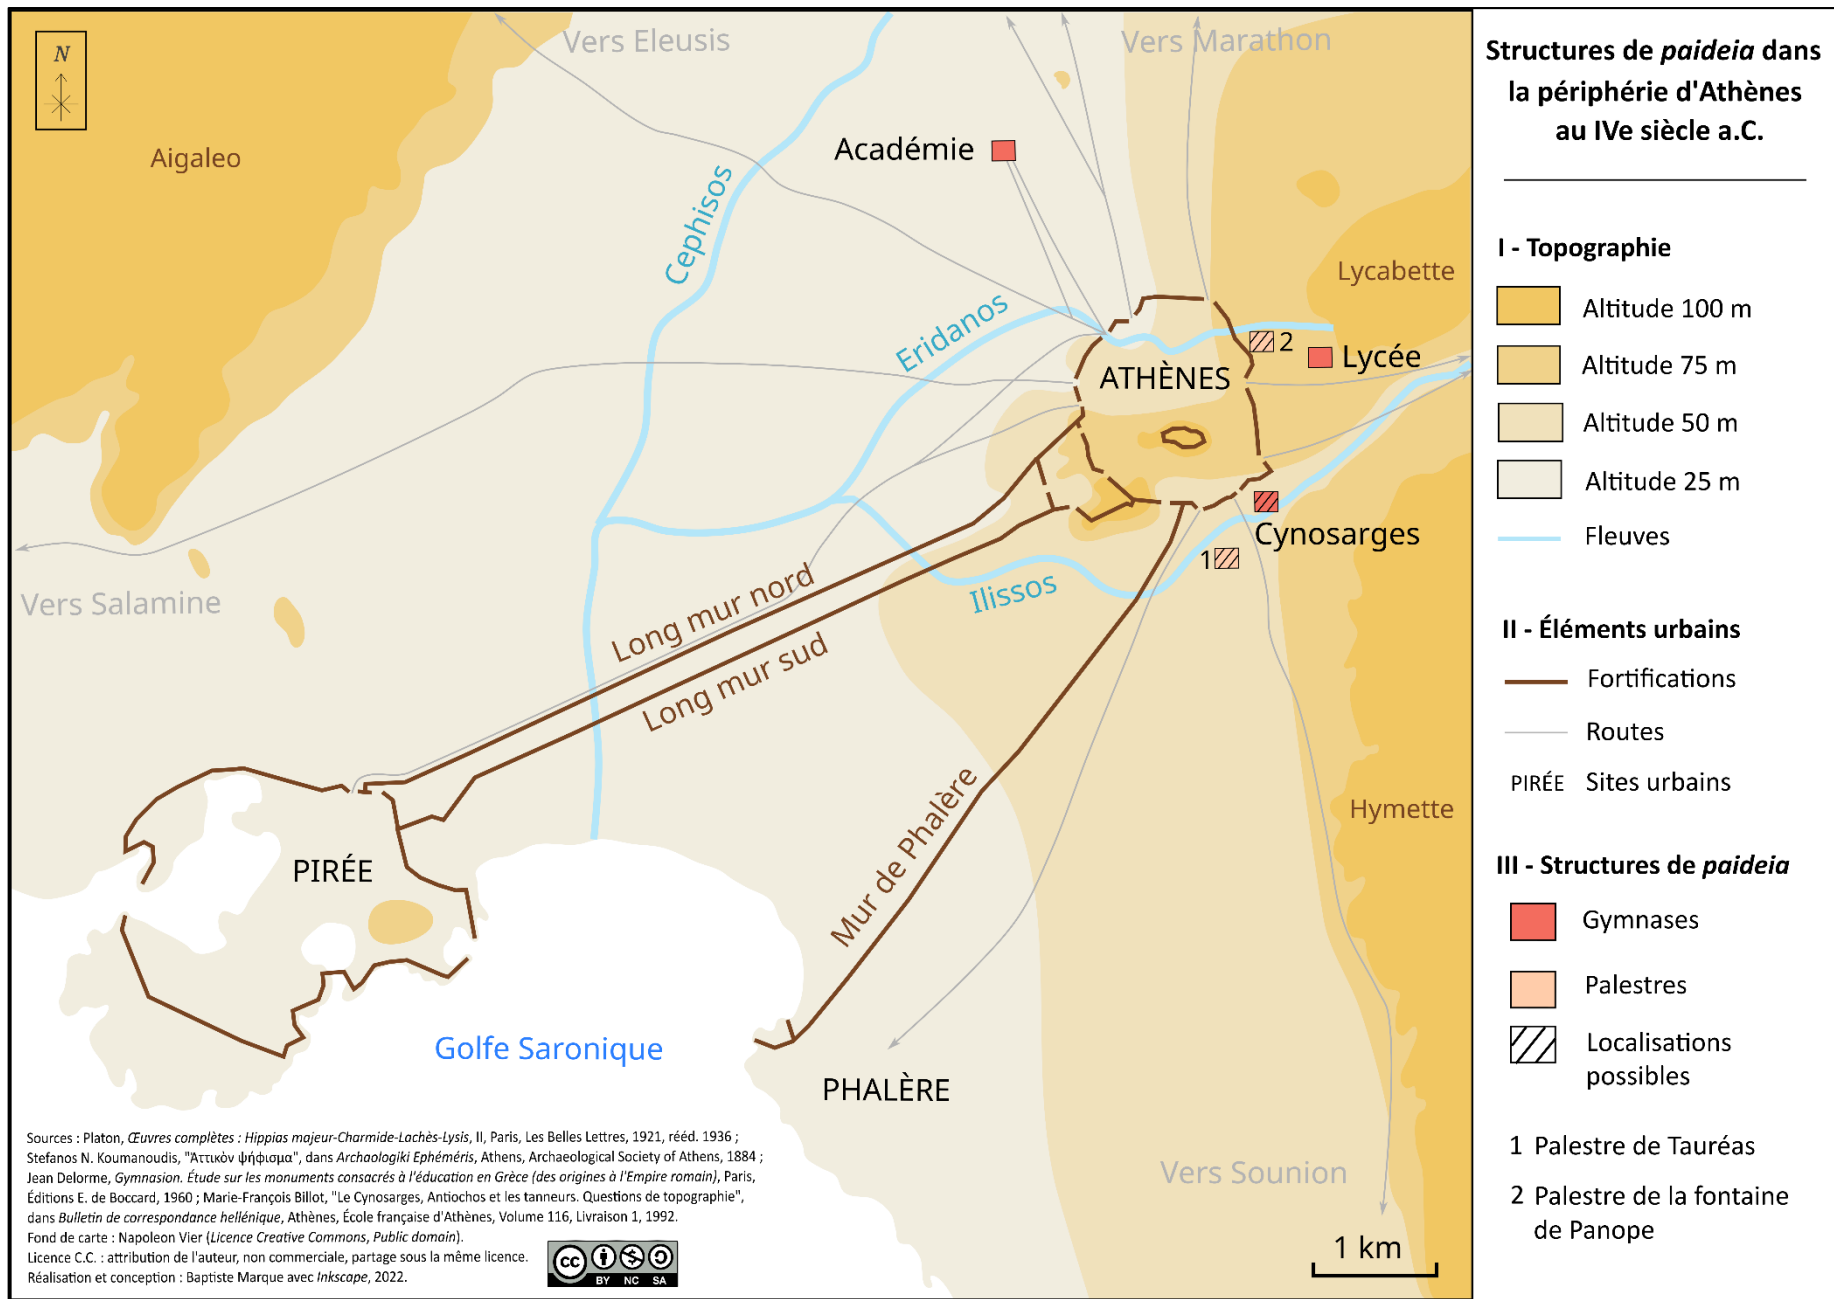 N
Vers Eleusis
Vers Marathon
Aigaleo
Académie
Cephisos
Lycabette
Eridanos
2
Lycée
ATHÈNES
Cynosarges
1
Ilissos
Vers Salamine
Long mur nord
Long mur sud
Hymette
Mur de Phalère
PIRÉE
Golfe Saronique
PHALÈRE
Vers Sounion
1 km
Sources : Platon, Œuvres complètes : Hippias majeur-Charmide-Lachès-Lysis, II, Paris, Les Belles Lettres, 1921, rééd. 1936 ;
Stefanos N. Koumanoudis, "Ἀττικὸν ψήφισμα", dans Archaologiki Ephéméris, Athens, Archaeological Society of Athens, 1884 ;
Jean Delorme, Gymnasion. Étude sur les monuments consacrés à l'éducation en Grèce (des origines à l'Empire romain), Paris,
Éditions E. de Boccard, 1960 ; Marie-François Billot, "Le Cynosarges, Antiochos et les tanneurs. Questions de topographie",
dans Bulletin de correspondance hellénique, Athènes, École française d'Athènes, Volume 116, Livraison 1, 1992.
Fond de carte : Napoleon Vier (Licence Creative Commons, Public domain).
Licence C.C. : attribution de l'auteur, non commerciale, partage sous la même licence.
Réalisation et conception : Baptiste Marque avec Inkscape, 2022.
cc
BY NC SA
Structures de paideia dans
la périphérie d'Athènes
au IVe siècle a.C.
I - Topographie
Altitude 100 m
Altitude 75 m
Altitude 50 m
Altitude 25 m
Fleuves
II - Éléments urbains
Fortifications
Routes
PIRÉE Sites urbains
III - Structures de paideia
Gymnases
Palestres
Localisations
possibles
1 Palestre de Tauréas
2 Palestre de la fontaine
de Panope